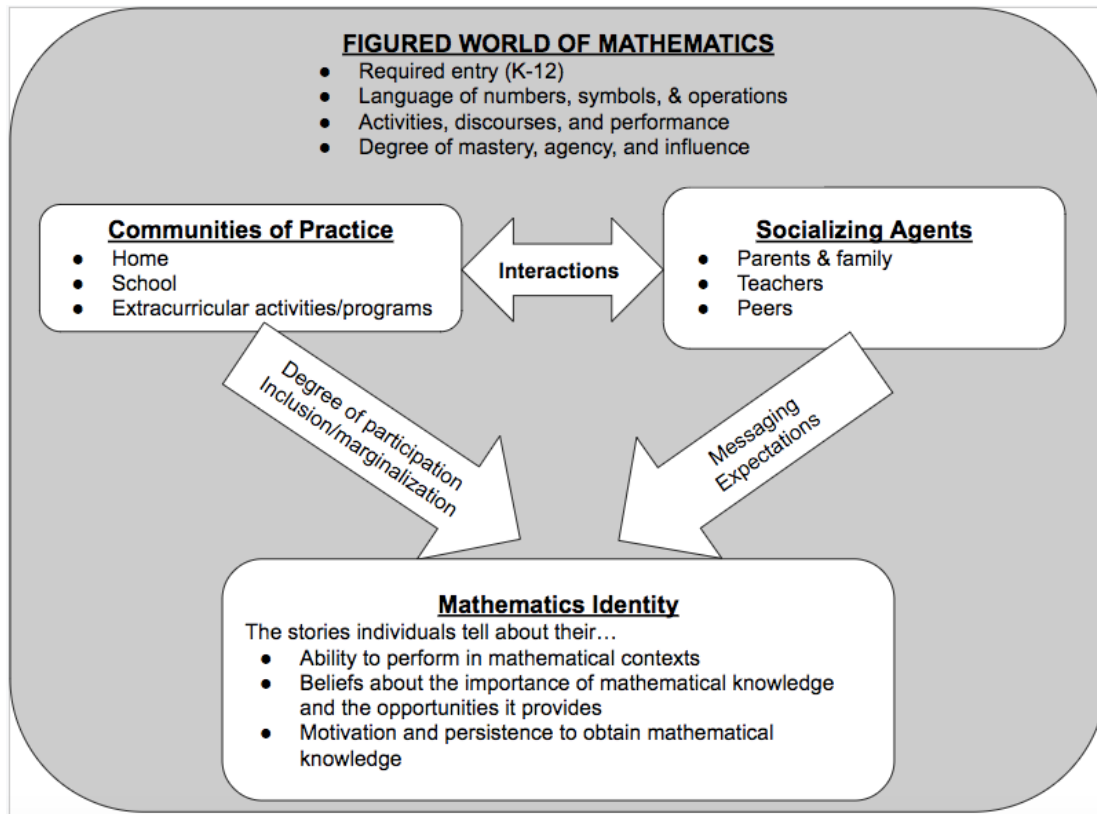 FIGURED WORLD OF MATHEMATICS
● Required entry (K-12)
● Language of numbers, symbols, & operations
● Activities, discourses, and performance
● Degree of mastery, agency, and influence
Communities of Practice
● Home
● School
● Extracurricular activities/programs
Interactions
Socializing Agents
● Parents & family
● Teachers
● Peers
Degree of participation
Inclusion/marginalization
Messaging
Expectations
Mathematics Identity
The stories individuals tell about their…
● Ability to perform in mathematical contexts
● Beliefs about the importance of mathematical knowledge
and the opportunities it provides
● Motivation and persistence to obtain mathematical
knowledge